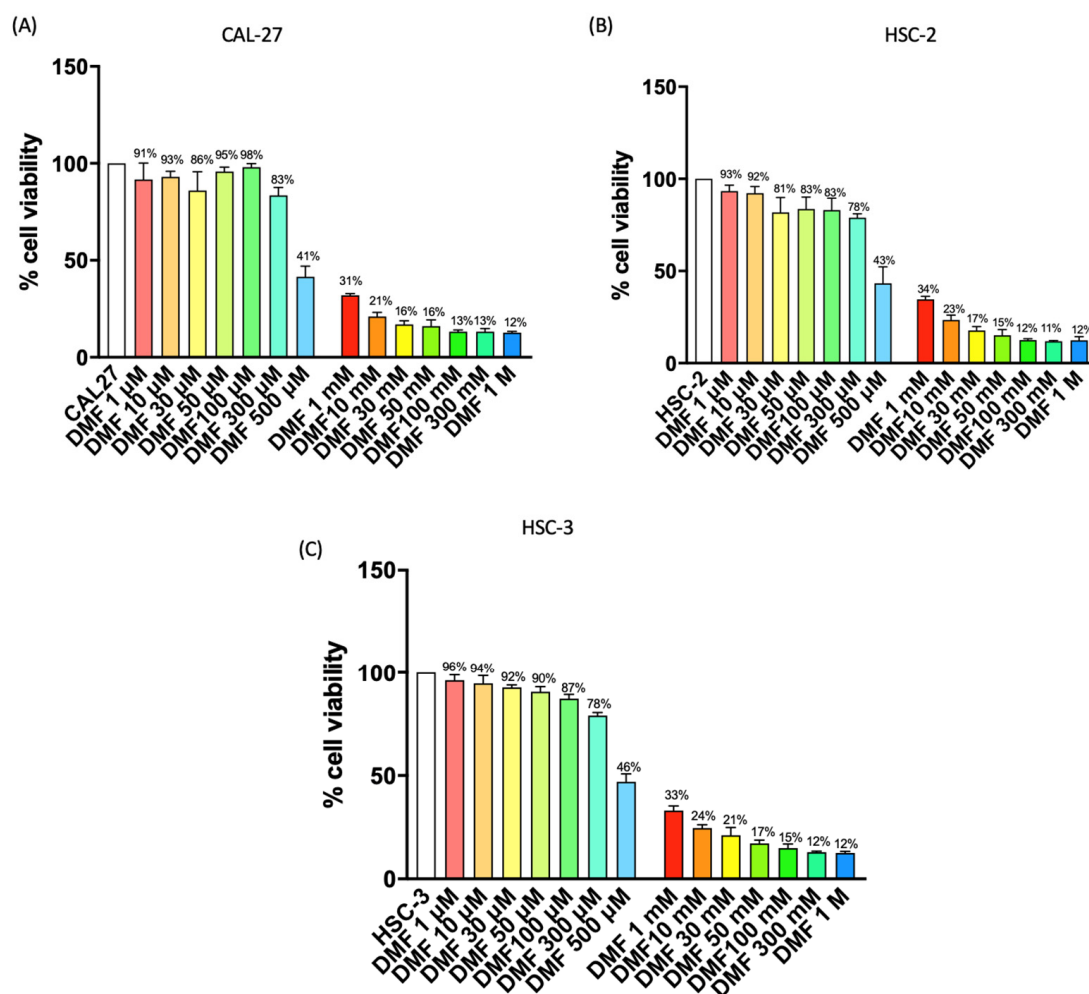 (A)
CAL-27
% cell viability
150
100
50
0
91%
93%
86%
95%
98%
83%
41%
31%
21%
16%
16%
13%
13%
12%
CAL27
DMF 1 µM
DMF 10 µM
DMF 30 µM
DMF 50 µM
DMF100 µM
DMF 300 µM
DMF 500 µM
DMF 1 mM
DMF10 mM
DMF 30 mM
DMF 50 mM
DMF100 mM
DMF 300 mM
DMF 1 M
(B)
HSC-2
% cell viability
150
100
50
0
93%
92%
81%
83%
83%
78%
43%
34%
23%
17%
15%
12%
11%
12%
HSC-2
DMF 1 µM
DMF 10 µM
DMF 30 µM
DMF 50 µM
DMF100 µM
DMF 300 µM
DMF 500 µM
DMF 1 mM
DMF10 mM
DMF 30 mM
DMF 50 mM
DMF100 mM
DMF 300 mM
DMF 1 M
(C)
HSC-3
% cell viability
150
100
50
0
96%
94%
92%
90%
87%
78%
46%
33%
24%
21%
17%
15%
12%
12%
HSC-3
DMF 1 µM
DMF 10 µM
DMF 30 µM
DMF 50 µM
DMF100 µM
DMF 300 µM
DMF 500 µM
DMF 1 mM
DMF10 mM
DMF 30 mM
DMF 50 mM
DMF100 mM
DMF 300 mM
DMF 1 M